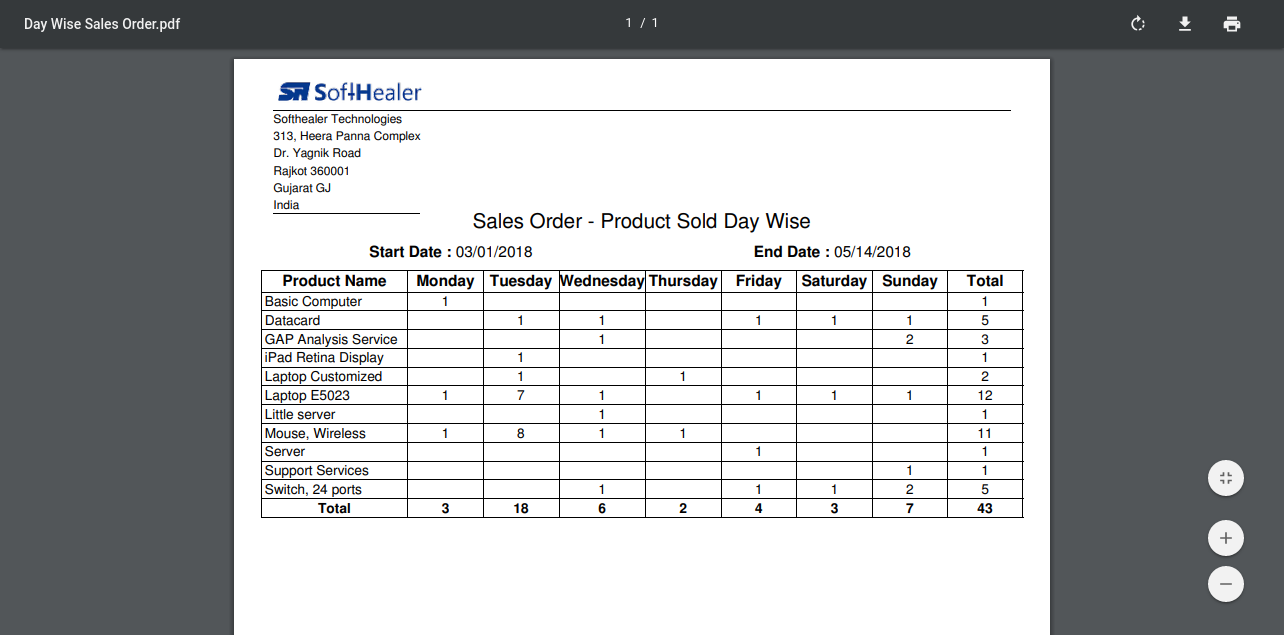 Day Wise Sales Order.pdf 1 / 1
SoftHealer
Softhealer Technologies
313, Heera Panna Complex
Dr. Yagnik Road
Rajkot 360001
Gujarat GJ
India
Sales Order - Product Sold Day Wise
Start Date : 03/01/2018 End Date : 05/14/2018
Product Name Monday Tuesday Wednesday Thursday Friday Saturday Sunday Total
Basic Computer 1 1
Datacard 1 1 1 1 1 5
GAP Analysis Service 1 2 3
iPad Retina Display 1 1
Laptop Customized 1 1 2
Laptop E5023 1 7 1 1 1 1 12
Little server 1 1
Mouse, Wireless 1 8 1 1 11
Server 1 1
Support Services 1 1
Switch, 24 ports 1 1 1 2 5
Total 3 18 6 2 4 3 7 43